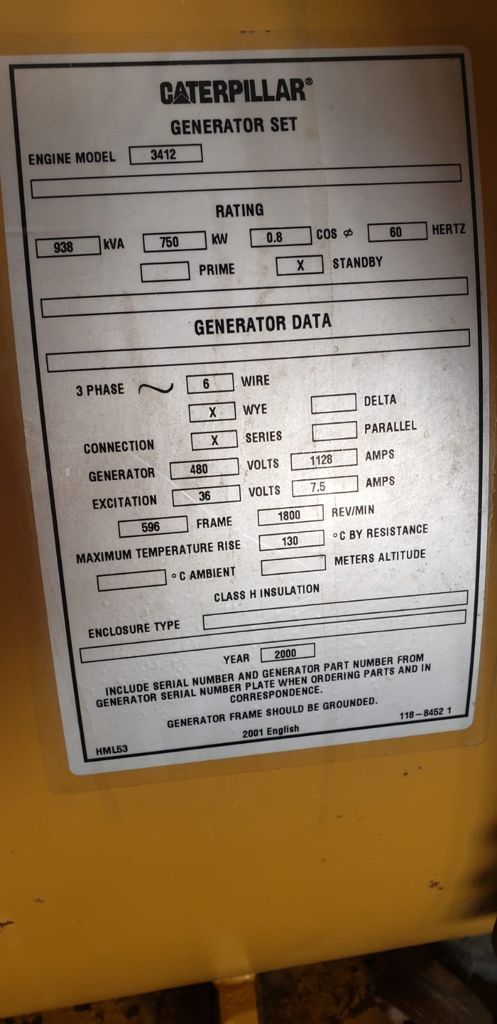 CATERPILLAR®
GENERATOR SET
ENGINE MODEL 3412
RATING
938 kVA 750 kW 0.8 COS ø 60 HERTZ
PRIME X STANDBY
GENERATOR DATA
3 PHASE ~ 6 WIRE
X WYE DELTA
CONNECTION X SERIES PARALLEL
GENERATOR 480 VOLTS 1128 AMPS
EXCITATION 36 VOLTS 7.5 AMPS
596 FRAME 1800 REV/MIN
MAXIMUM TEMPERATURE RISE 130 °C BY RESISTANCE
°C AMBIENT METERS ALTITUDE
CLASS H INSULATION
ENCLOSURE TYPE
YEAR 2000
INCLUDE SERIAL NUMBER AND GENERATOR PART NUMBER FROM
GENERATOR SERIAL NUMBER PLATE WHEN ORDERING PARTS AND IN
CORRESPONDENCE.
GENERATOR FRAME SHOULD BE GROUNDED.
HML53 2001 English 118-8452 1